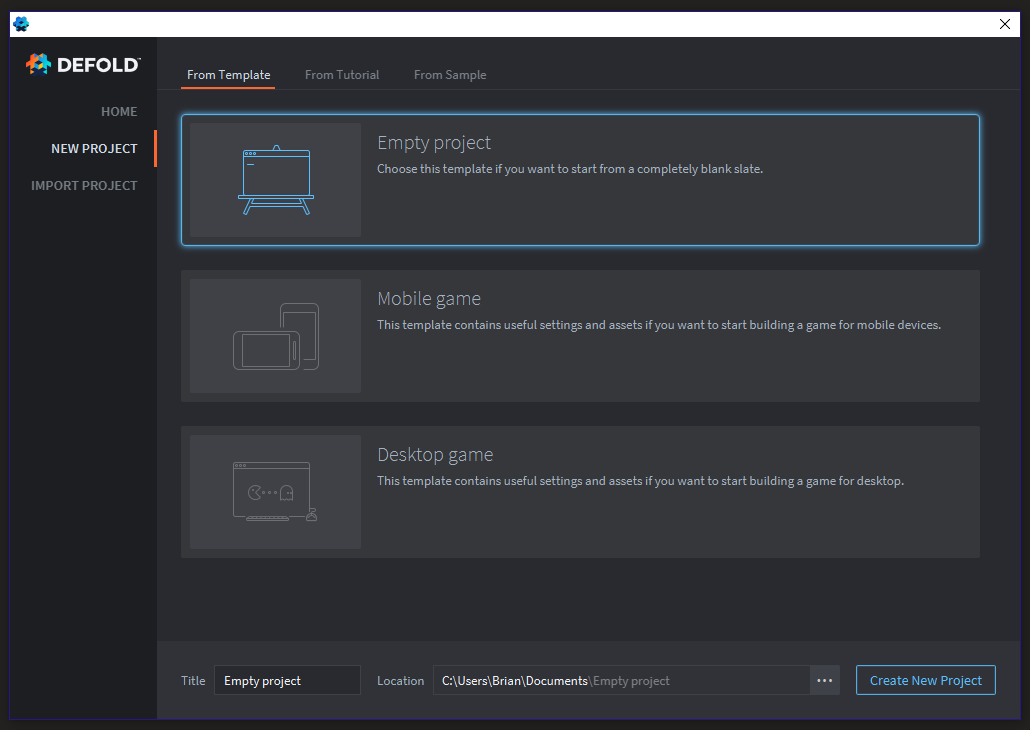 DEFOLD
HOME
NEW PROJECT
IMPORT PROJECT
From Template From Tutorial From Sample
Empty project
Choose this template if you want to start from a completely blank slate.
Mobile game
This template contains useful settings and assets if you want to start building a game for mobile devices.
Desktop game
This template contains useful settings and assets if you want to start building a game for desktop.
Title Empty project Location C:\Users\Brian\Documents\Empty project ... Create New Project